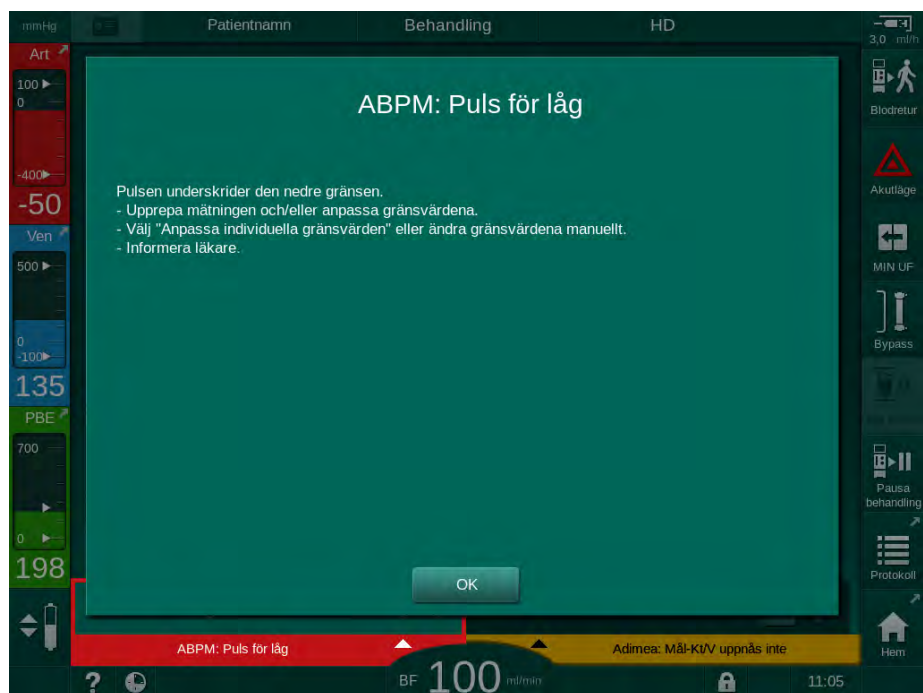 mmHg
Patientnamn
Behandling
HD
3,0 ml/h
Art
100
0
-400
-50
Ven
500
0
-100
135
PBE
700
0
198
ABPM: Puls för låg
Pulsen underskrider den nedre gränsen.
- Upprepa mätningen och/eller anpassa gränsvärdena.
- Välj "Anpassa individuella gränsvärden" eller ändra gränsvärdena manuellt.
- Informera läkare.
OK
Blodretur
Akutläge
MIN UF
Bypass
Pausa
behandling
Protokoll
Hem
ABPM: Puls för låg
Adimea: Mål-Kt/V uppnås inte
?
BF 100 ml/min
11:05